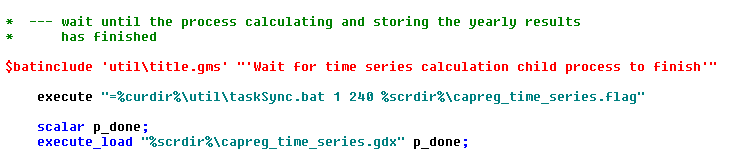 *  --- wait until the process calculating and storing the yearly results
*      has finished
$batinclude 'util\title.gms' "'Wait for time series calculation child process to finish'"
execute "=%curdir%\util\taskSync.bat 1 240 %scrdir%\capreg_time_series.flag"
scalar p_done;
execute_load "%scrdir%\capreg_time_series.gdx" p_done;